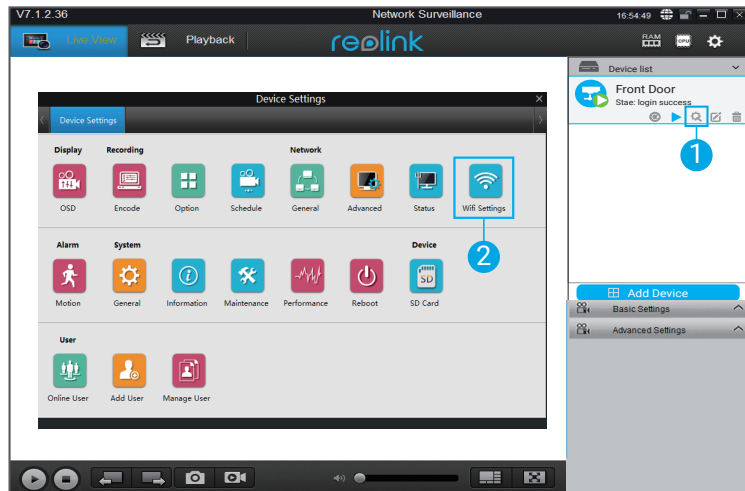 V7.1.2.36
Network Surveillance
16:54:49
Live View
Playback
reolink
RAM
CPU
Device list
Front Door
Stae: login success
1
Device Settings
Device Settings
Display
Recording
Network
OSD
Encode
Option
Schedule
General
Advanced
Status
Wifi Settings
2
Alarm
System
Device
SD
Motion
General
Information
Maintenance
Performance
Reboot
SD Card
User
Online User
Add User
Manage User
Add Device
Basic Settings
Advanced Settings